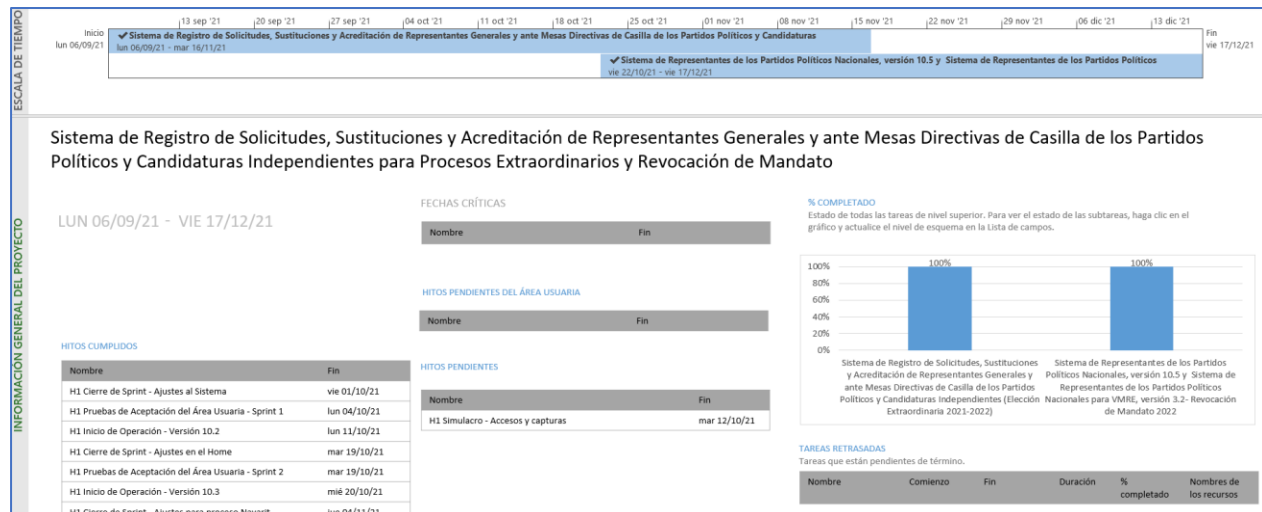 ESCALA DE TIEMPO
13 sep '21 20 sep '21 27 sep '21 04 oct '21 11 oct '21 18 oct '21 25 oct '21 01 nov '21 08 nov '21 15 nov '21 22 nov '21 29 nov '21 06 dic '21 13 dic '21
Inicio
lun 06/09/21
Sistema de Registro de Solicitudes, Sustituciones y Acreditación de Representantes Generales y ante Mesas Directivas de Casilla de los Partidos Políticos y Candidaturas
lun 06/09/21 - mar 16/11/21
Sistema de Representantes de los Partidos Políticos Nacionales, versión 10.5 y Sistema de Representantes de los Partidos Políticos
vie 22/10/21 - vie 17/12/21
Fin
vie 17/12/21
INFORMACIÓN GENERAL DEL PROYECTO
Sistema de Registro de Solicitudes, Sustituciones y Acreditación de Representantes Generales y ante Mesas Directivas de Casilla de los Partidos
Políticos y Candidaturas Independientes para Procesos Extraordinarios y Revocación de Mandato
LUN 06/09/21 - VIE 17/12/21
HITOS CUMPLIDOS
Nombre Fin
H1 Cierre de Sprint - Ajustes al Sistema vie 01/10/21
H1 Pruebas de Aceptación del Área Usuaria - Sprint 1 lun 04/10/21
H1 Inicio de Operación - Versión 10.2 lun 11/10/21
H1 Cierre de Sprint - Ajustes en el Home mar 19/10/21
H1 Pruebas de Aceptación del Área Usuaria - Sprint 2 mar 19/10/21
H1 Inicio de Operación - Versión 10.3 mié 20/10/21
H1 Cierre de Sprint - Ajustes para proceso Nayarit jue 04/11/21
FECHAS CRÍTICAS
Nombre Fin
HITOS PENDIENTES DEL ÁREA USUARIA
Nombre Fin
HITOS PENDIENTES
Nombre Fin
H1 Simulacro - Accesos y capturas mar 12/10/21
% COMPLETADO
Estado de todas las tareas de nivel superior. Para ver el estado de las subtareas, haga clic en el
gráfico y actualice el nivel de esquema en la Lista de campos.
100% 100%
100%
80%
60%
40%
20%
0%
Sistema de Registro de Solicitudes, Sustituciones
y Acreditación de Representantes Generales y
ante Mesas Directivas de Casilla de los Partidos
Políticos y Candidaturas Independientes (Elección
Extraordinaria 2021-2022)
Sistema de Representantes de los Partidos
Políticos Nacionales, versión 10.5 y Sistema de
Representantes de los Partidos Políticos
Nacionales para VMRE, versión 3.2- Revocación
de Mandato 2022
TAREAS RETRASADAS
Tareas que están pendientes de término.
Nombre Comienzo Fin Duración % completado Nombres de los recursos